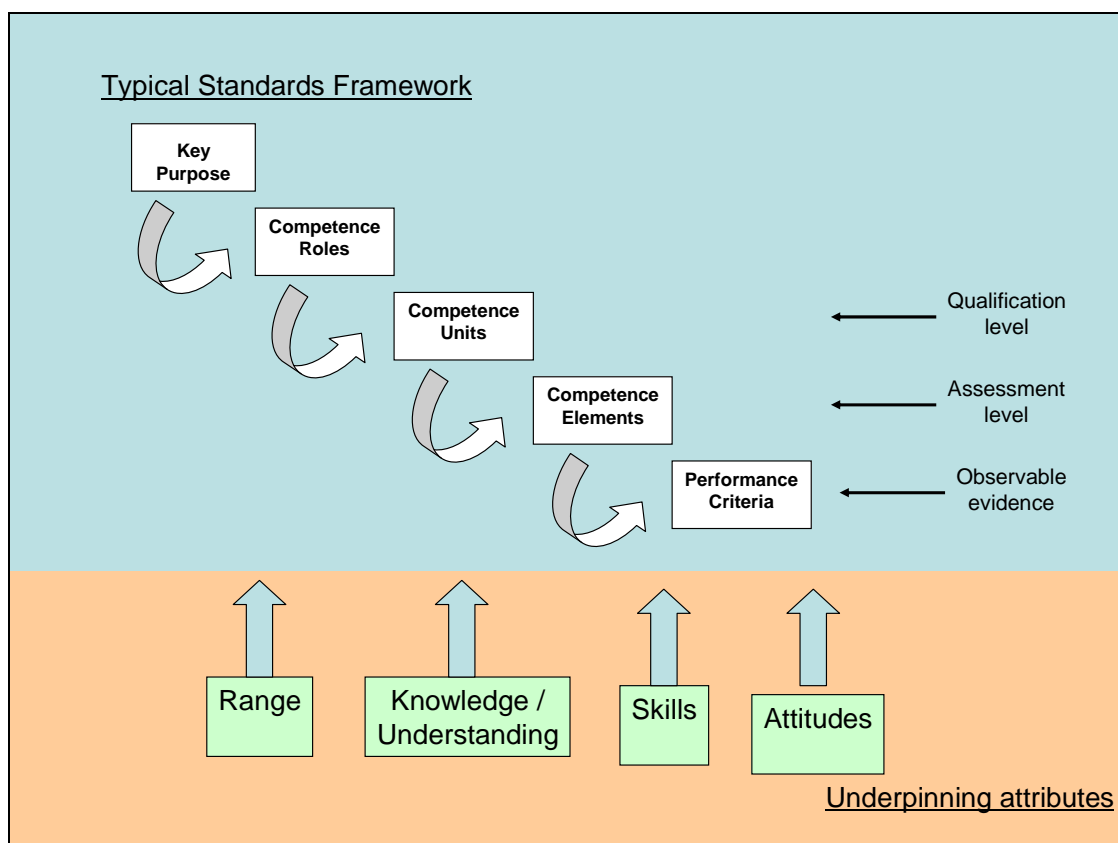 Typical Standards Framework
Key
Purpose
Competence
Roles
Competence
Units
Qualification
level
Competence
Elements
Assessment
level
Performance
Criteria
Observable
evidence
Range
Knowledge /
Understanding
Skills
Attitudes
Underpinning attributes